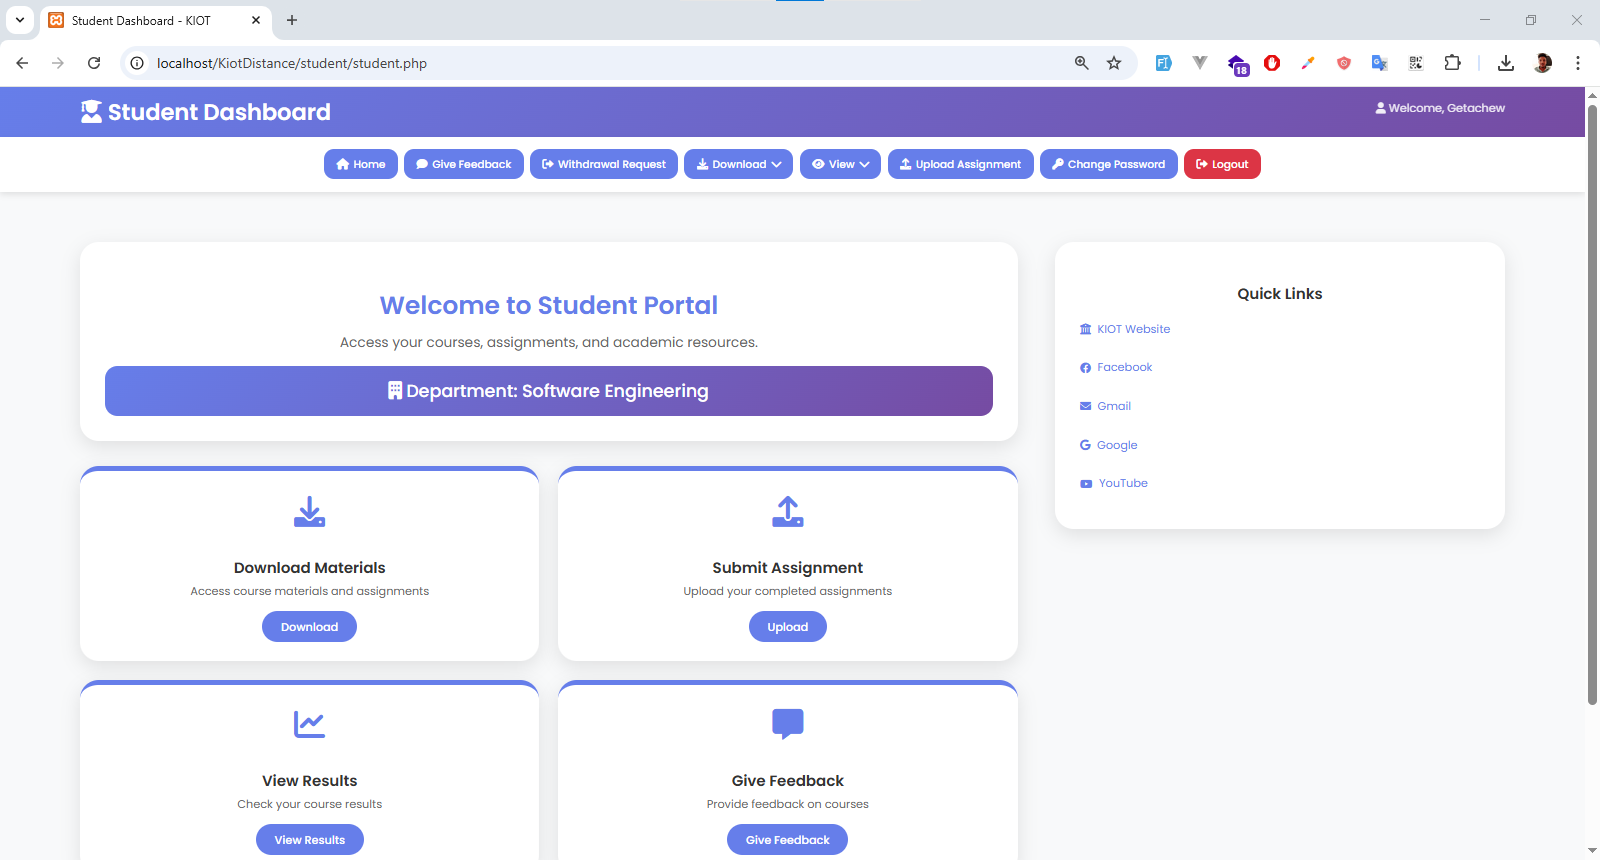 Student Dashboard - KIOT
localhost/KiotDistance/student/student.php
18
Student Dashboard
Welcome, Getachew
Home
Give Feedback
Withdrawal Request
Download
View
Upload Assignment
Change Password
Logout
Welcome to Student Portal
Access your courses, assignments, and academic resources.
Department: Software Engineering
Quick Links
KIOT Website
Facebook
Gmail
Google
YouTube
Download Materials
Access course materials and assignments
Download
Submit Assignment
Upload your completed assignments
Upload
View Results
Check your course results
View Results
Give Feedback
Provide feedback on courses
Give Feedback